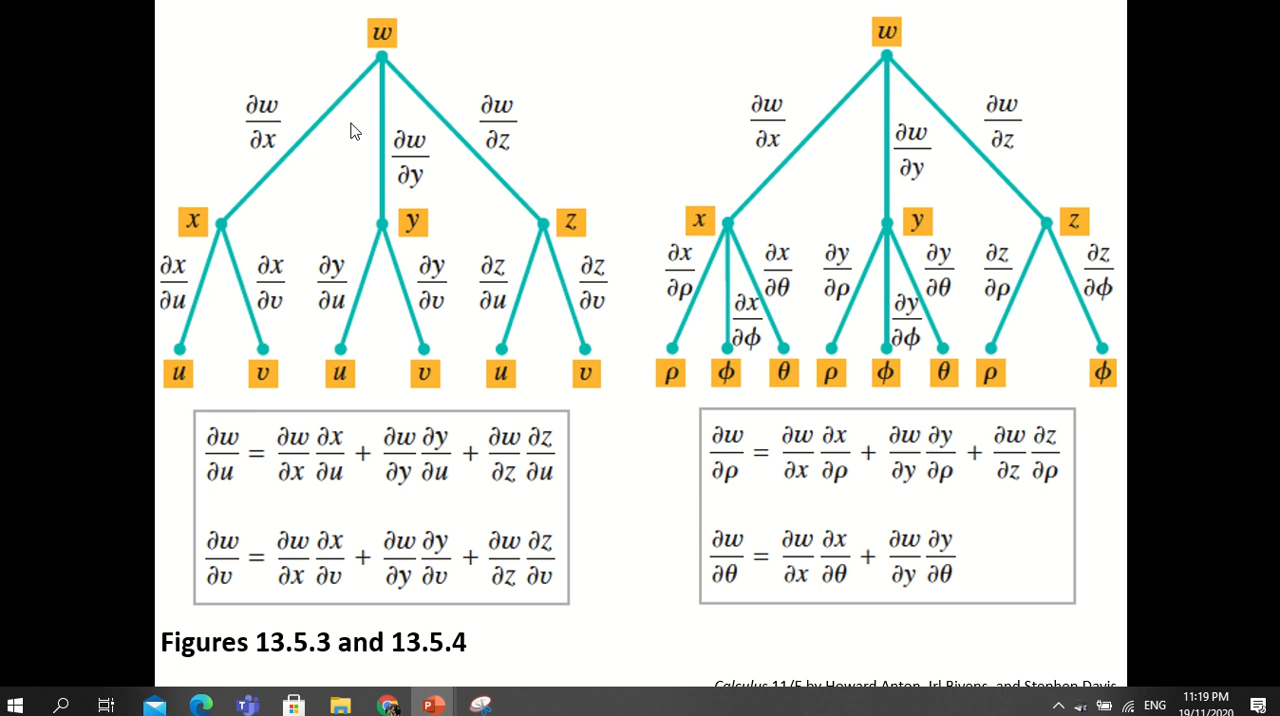 w
∂w/∂x ∂w/∂y ∂w/∂z
x y z
∂x/∂u ∂x/∂v ∂y/∂u ∂y/∂v ∂z/∂u ∂z/∂v
u v u v u v
∂w/∂u = ∂w/∂x ∂x/∂u + ∂w/∂y ∂y/∂u + ∂w/∂z ∂z/∂u
∂w/∂v = ∂w/∂x ∂x/∂v + ∂w/∂y ∂y/∂v + ∂w/∂z ∂z/∂v
w
∂w/∂x ∂w/∂y ∂w/∂z
x y z
∂x/∂ρ ∂x/∂ϕ ∂x/∂θ ∂y/∂ρ ∂y/∂ϕ ∂y/∂θ ∂z/∂ρ ∂z/∂ϕ
ρ ϕ θ ρ ϕ θ ρ ϕ
∂w/∂ρ = ∂w/∂x ∂x/∂ρ + ∂w/∂y ∂y/∂ρ + ∂w/∂z ∂z/∂ρ
∂w/∂θ = ∂w/∂x ∂x/∂θ + ∂w/∂y ∂y/∂θ
Figures 13.5.3 and 13.5.4
Calculus 11/E by Howard Anton, Irl Bivens, and Stephen Davis
ENG
11:19 PM
19/11/2020